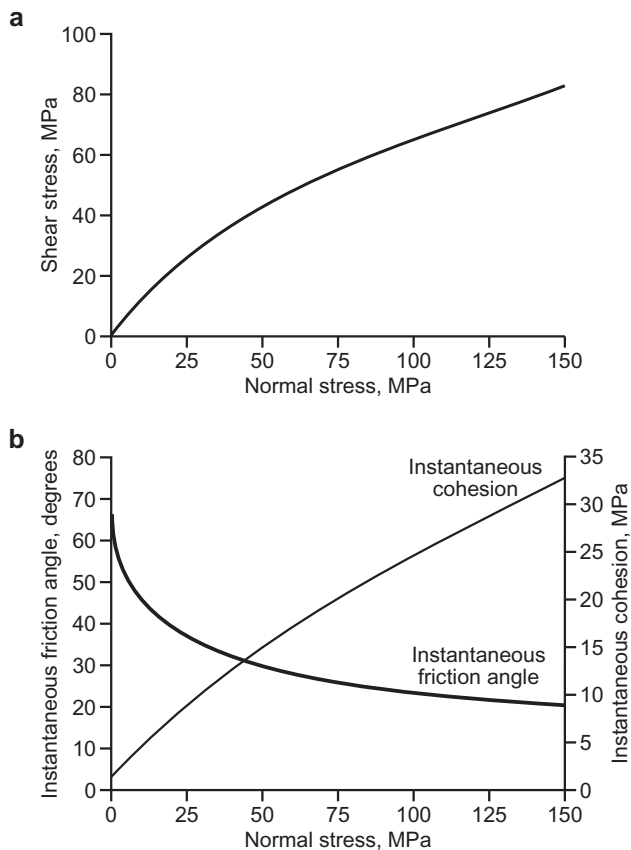 a
100
80
60
40
20
0
Shear stress, MPa
0 25 50 75 100 125 150
Normal stress, MPa
b
80
70
60
50
40
30
20
10
0
Instantaneous friction angle, degrees
Instantaneous
cohesion
Instantaneous
friction angle
35
30
25
20
15
10
5
0
Instantaneous cohesion, MPa
0 25 50 75 100 125 150
Normal stress, MPa